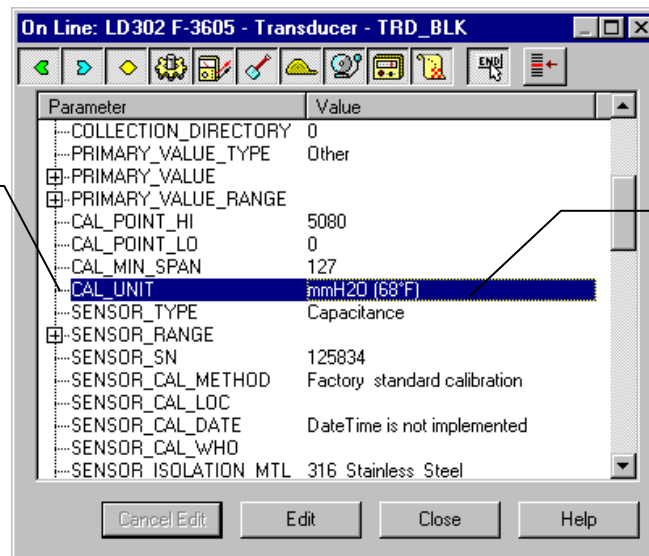 On Line: LD302 F-3605 - Transducer - TRD_BLK
END
Parameter Value
COLLECTION_DIRECTORY 0
PRIMARY_VALUE_TYPE Other
PRIMARY_VALUE
PRIMARY_VALUE_RANGE
CAL_POINT_HI 5080
CAL_POINT_LO 0
CAL_MIN_SPAN 127
CAL_UNIT mmH2O (68°F)
SENSOR_TYPE Capacitance
SENSOR_RANGE
SENSOR_SN 125834
SENSOR_CAL_METHOD Factory standard calibration
SENSOR_CAL_LOC
SENSOR_CAL_DATE DateTime is not implemented
SENSOR_CAL_WHO
SENSOR_ISOLATION_MTL 316 Stainless Steel
Cancel Edit Edit Close Help